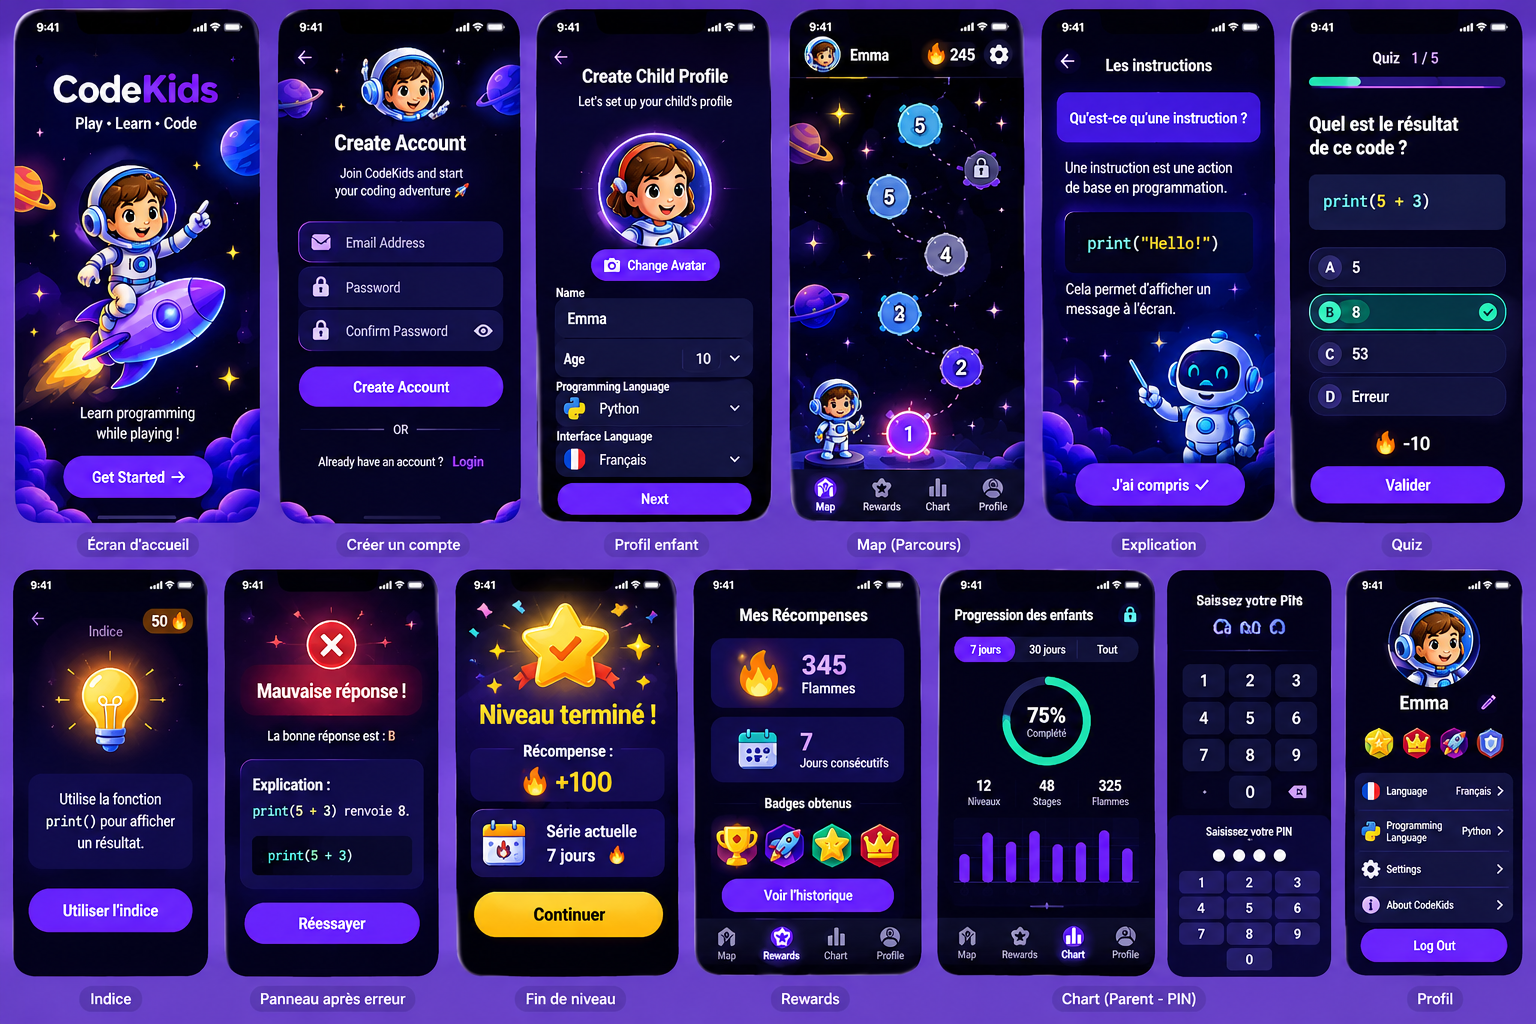 9:41
CodeKids
Play • Learn • Code
Learn programming
while playing !
Get Started →
Écran d'accueil
9:41
Create Account
Join CodeKids and start
your coding adventure 🚀
Email Address
Password
Confirm Password
Create Account
OR
Already have an account ? Login
Créer un compte
9:41
Create Child Profile
Let's set up your child's profile
Change Avatar
Name
Emma
Age 10
Programming Language
Python
Interface Language
Français
Next
Profil enfant
9:41
Emma 245
5
5
4
2
2
1
Map Rewards Chart Profile
Map (Parcours)
9:41
Les instructions
Qu'est-ce qu'une instruction ?
Une instruction est une action
de base en programmation.
print("Hello!")
Cela permet d'afficher un
message à l'écran.
J'ai compris ✓
Explication
9:41
Quiz 1 / 5
Quel est le résultat
de ce code ?
print(5 + 3)
A 5
B 8
C 53
D Erreur
-10
Valider
Quiz
9:41
50
Indice
Utilise la fonction
print() pour afficher
un résultat.
Utiliser l'indice
Indice
9:41
Mauvaise réponse !
La bonne réponse est : B
Explication :
print(5 + 3) renvoie 8.
print(5 + 3)
Réessayer
Panneau après erreur
9:41
Niveau terminé !
Récompense :
+100
Série actuelle
7 jours
Continuer
Fin de niveau
9:41
Mes Récompenses
345
Flammes
7
Jours consécutifs
Badges obtenus
Voir l'historique
Map Rewards Chart Profile
Rewards
9:41
Progression des enfants
7 jours 30 jours Tout
75%
Complété
12 48 325
Niveaux Stages Flammes
Map Rewards Chart Profile
Saissez votre
1 2 3
4 5 6
7 8 9
0
Saisissez votre PIN
1 2 3
4 5 6
7 8 9
0
Chart (Parent - PIN)
9:41
Emma
Language Français
Programming
Language Python
Settings
About CodeKids
Log Out
Profil